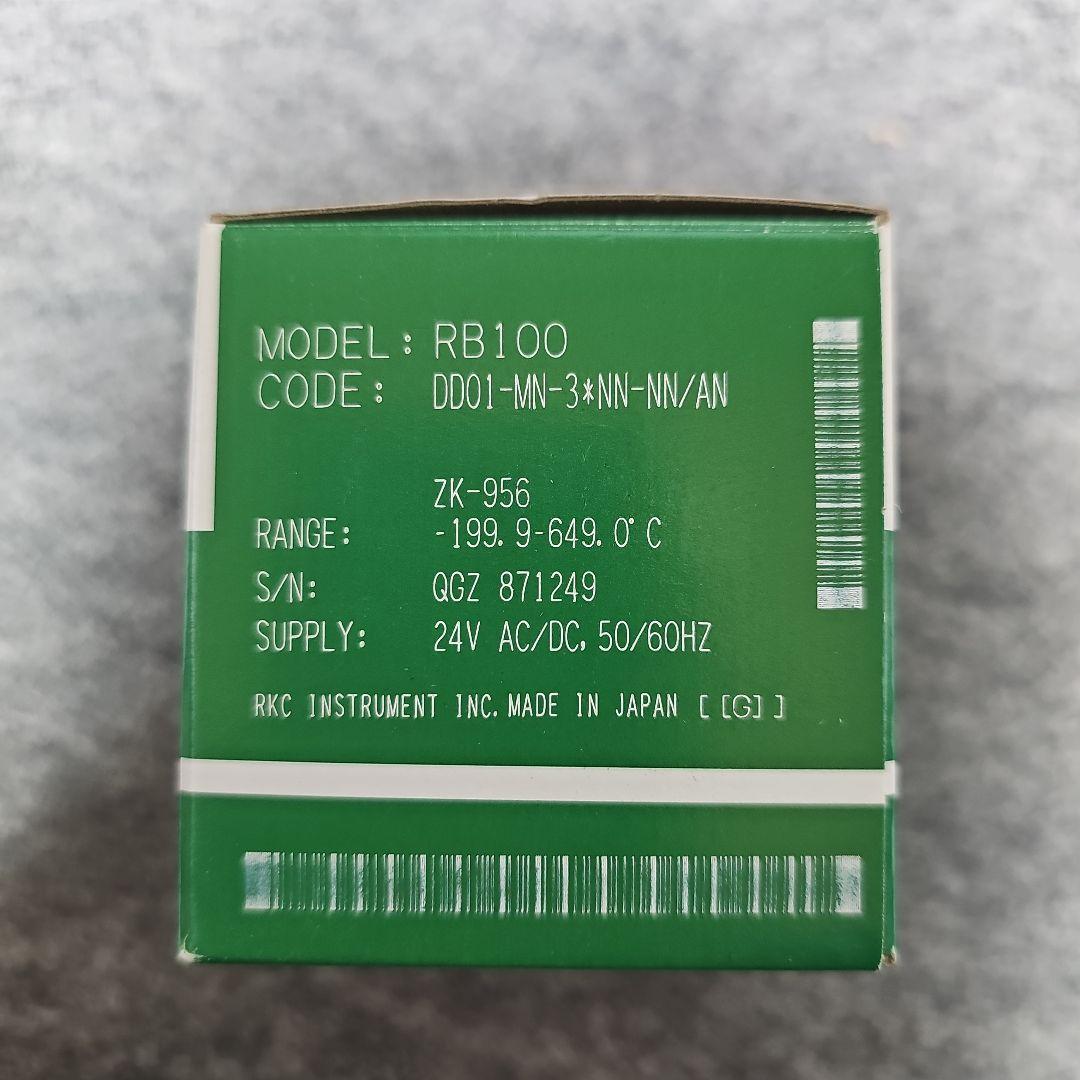 MODEL: RB100
CODE: DD01-MN-3*NN-NN/AN
ZK-956
RANGE: -199.9-649.0°C
S/N: QGZ 871249
SUPPLY: 24V AC/DC, 50/60HZ
RKC INSTRUMENT INC. MADE IN JAPAN [ [G] ]